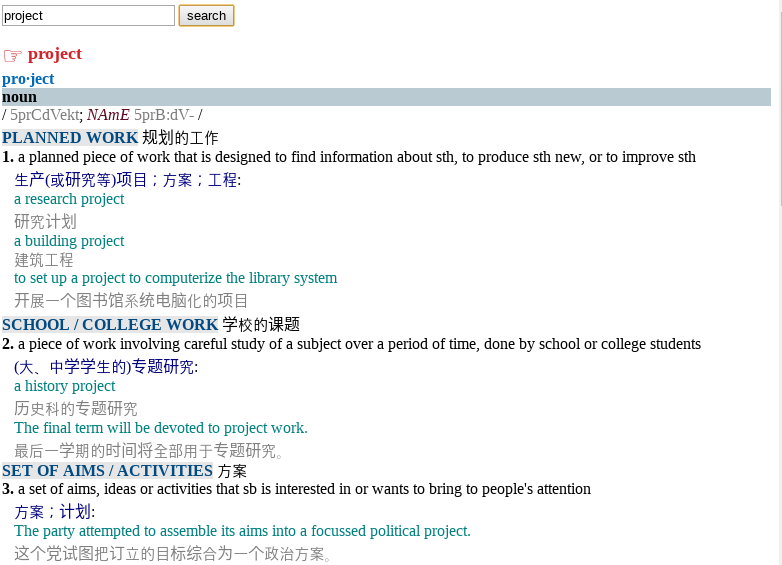 project search
☞ project
pro·ject
noun
/ 5prCdVekt; NAmE 5prB:dV- /
PLANNED WORK 规划的工作
1. a planned piece of work that is designed to find information about sth, to produce sth new, or to improve sth
生产(或研究等)项目；方案；工程:
a research project
研究计划
a building project
建筑工程
to set up a project to computerize the library system
开展一个图书馆系统电脑化的项目
SCHOOL / COLLEGE WORK 学校的课题
2. a piece of work involving careful study of a subject over a period of time, done by school or college students
(大、中学学生的)专题研究:
a history project
历史科的专题研究
The final term will be devoted to project work.
最后一学期的时间将全部用于专题研究。
SET OF AIMS / ACTIVITIES 方案
3. a set of aims, ideas or activities that sb is interested in or wants to bring to people's attention
方案；计划:
The party attempted to assemble its aims into a focussed political project.
这个党试图把订立的目标综合为一个政治方案。